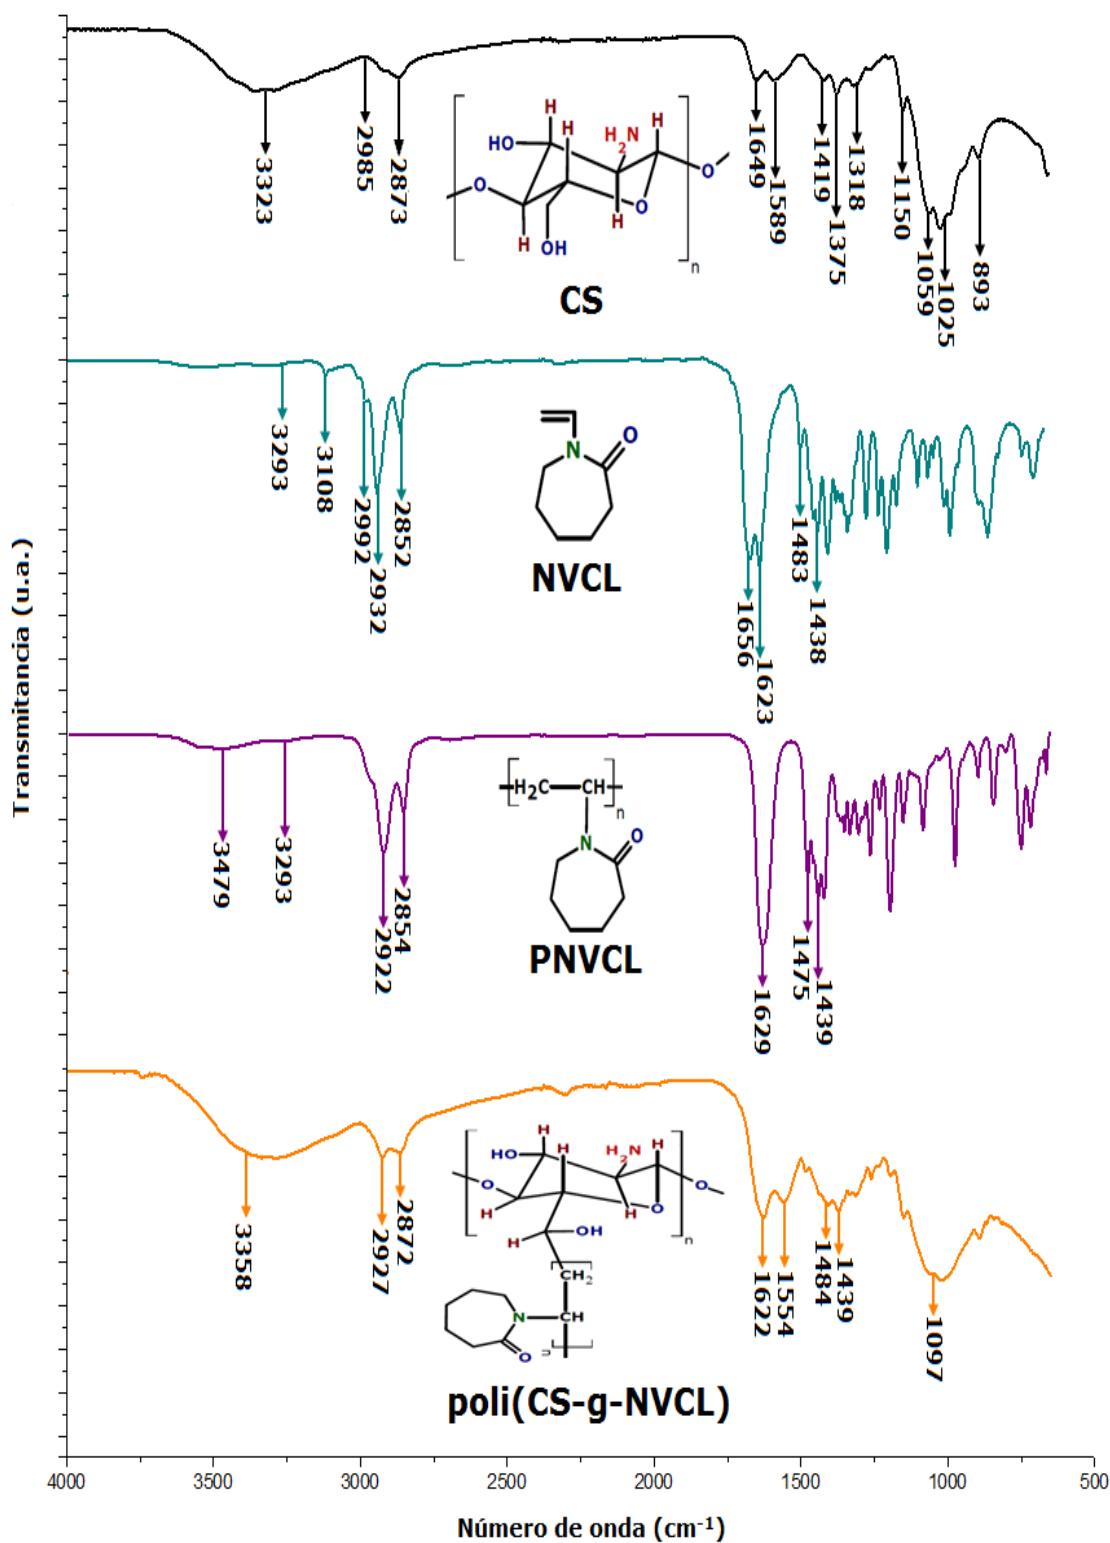 3323
2985
2873
1649
1589
1419
1375
1318
1150
1059
1025
893
H
H
H
HO
H₂N
O
O
O
H
H
OH
n
CS
3293
3108
2992
2932
2852
1656
1623
1483
1438
N
O
NVCL
Transmitancia (u.a.)
3479
3293
2922
2854
1629
1475
1439
H₂C
CH
n
N
O
PNVCL
3358
2927
2872
1622
1554
1484
1439
1097
H
H
H
HO
H₂N
O
O
O
H
H
H
OH
n
CH₂
N
CH
O
n
poli(CS-g-NVCL)
4000 3500 3000 2500 2000 1500 1000 500
Número de onda (cm⁻¹)